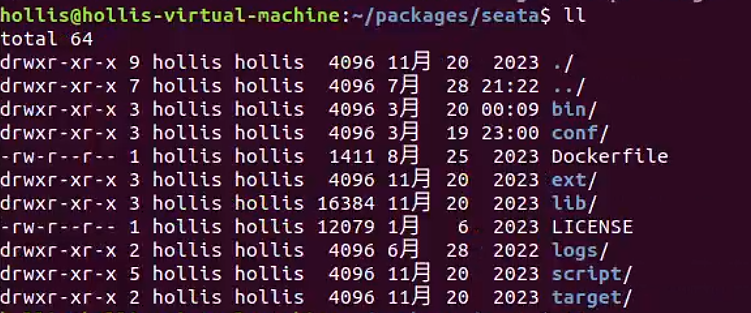 hollis@hollis-virtual-machine:~/packages/seata$ ll
total 64
drwxr-xr-x 9 hollis hollis  4096 11月 20  2023 ./
drwxr-xr-x 7 hollis hollis  4096 7月  28 21:22 ../
drwxr-xr-x 3 hollis hollis  4096 3月  20 00:09 bin/
drwxr-xr-x 3 hollis hollis  4096 3月  19 23:00 conf/
-rw-r--r-- 1 hollis hollis  1411 8月  25  2023 Dockerfile
drwxr-xr-x 3 hollis hollis  4096 11月 20  2023 ext/
drwxr-xr-x 3 hollis hollis 16384 11月 20  2023 lib/
-rw-r--r-- 1 hollis hollis 12079 1月   6  2023 LICENSE
drwxr-xr-x 2 hollis hollis  4096 6月  28  2022 logs/
drwxr-xr-x 5 hollis hollis  4096 11月 20  2023 script/
drwxr-xr-x 2 hollis hollis  4096 11月 20  2023 target/